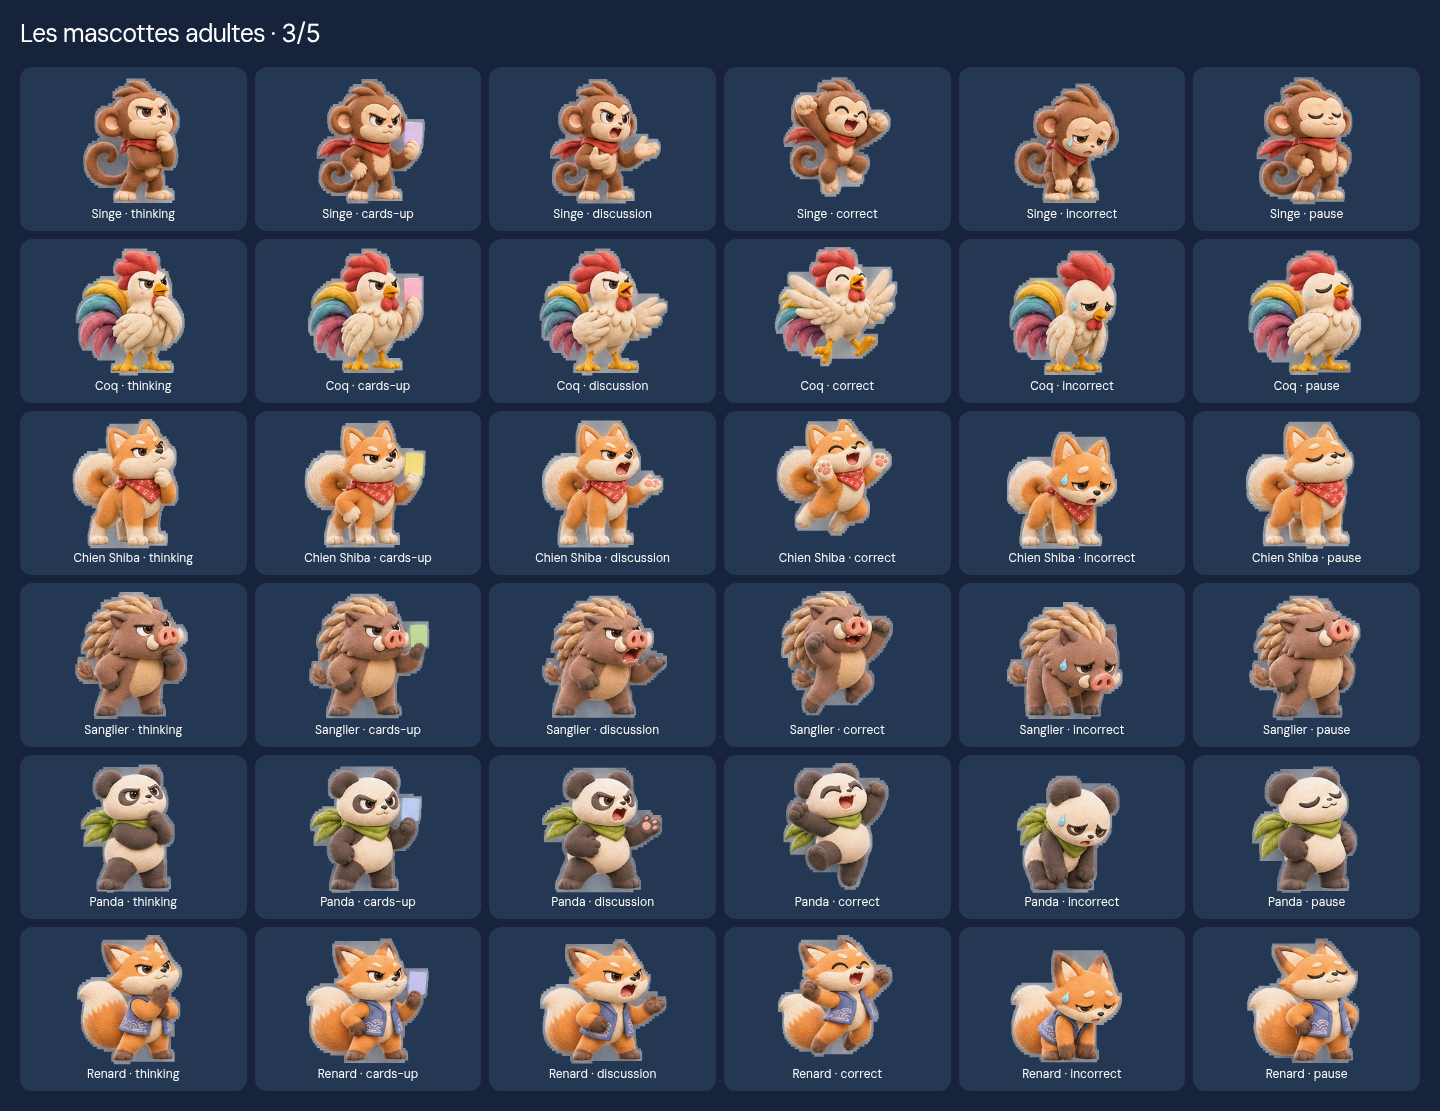 Les mascottes adultes · 3/5
Singe · thinking
Singe · cards-up
Singe · discussion
Singe · correct
Singe · incorrect
Singe · pause
Coq · thinking
Coq · cards-up
Coq · discussion
Coq · correct
Coq · incorrect
Coq · pause
Chien Shiba · thinking
Chien Shiba · cards-up
Chien Shiba · discussion
Chien Shiba · correct
Chien Shiba · incorrect
Chien Shiba · pause
Sanglier · thinking
Sanglier · cards-up
Sanglier · discussion
Sanglier · correct
Sanglier · incorrect
Sanglier · pause
Panda · thinking
Panda · cards-up
Panda · discussion
Panda · correct
Panda · incorrect
Panda · pause
Renard · thinking
Renard · cards-up
Renard · discussion
Renard · correct
Renard · incorrect
Renard · pause